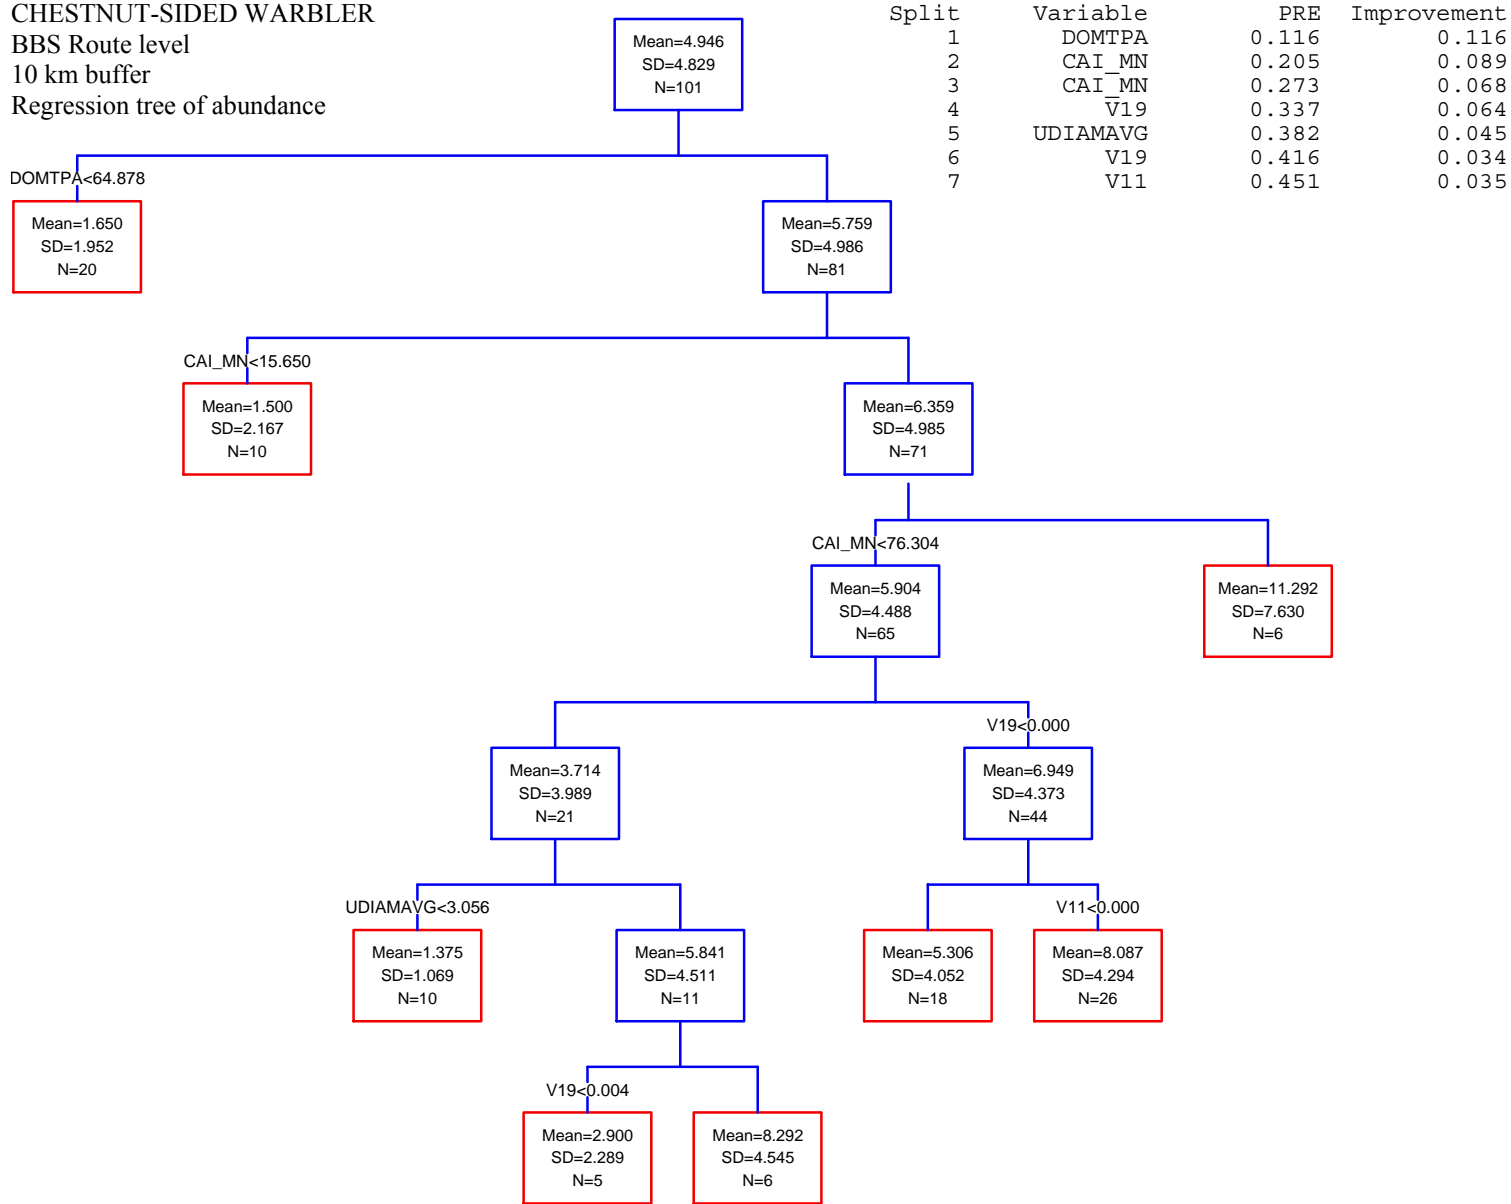 CHESTNUT-SIDED WARBLER
BBS Route level
10 km buffer
Regression tree of abundance
Split Variable PRE Improvement
1 DOMTPA 0.116 0.116
2 CAI_MN 0.205 0.089
3 CAI_MN 0.273 0.068
4 V19 0.337 0.064
5 UDIAMAVG 0.382 0.045
6 V19 0.416 0.034
7 V11 0.451 0.035
Mean=4.946
SD=4.829
N=101
DOMTPA<64.878
Mean=1.650
SD=1.952
N=20
Mean=5.759
SD=4.986
N=81
CAI_MN<15.650
Mean=1.500
SD=2.167
N=10
Mean=6.359
SD=4.985
N=71
CAI_MN<76.304
Mean=5.904
SD=4.488
N=65
Mean=11.292
SD=7.630
N=6
V19<0.000
Mean=3.714
SD=3.989
N=21
Mean=6.949
SD=4.373
N=44
UDIAMAVG<3.056
V11<0.000
Mean=1.375
SD=1.069
N=10
Mean=5.841
SD=4.511
N=11
Mean=5.306
SD=4.052
N=18
Mean=8.087
SD=4.294
N=26
V19<0.004
Mean=2.900
SD=2.289
N=5
Mean=8.292
SD=4.545
N=6